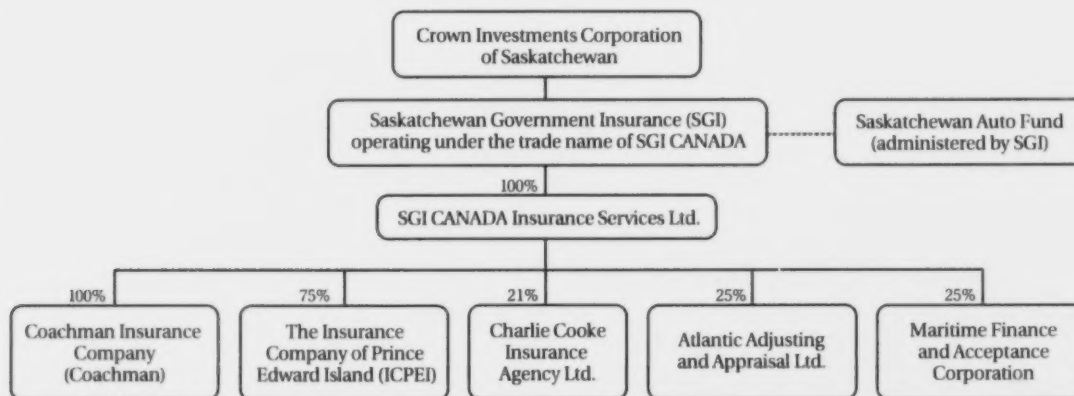 Crown Investments Corporation
of Saskatchewan
Saskatchewan Government Insurance (SGI)
operating under the trade name of SGI CANADA
Saskatchewan Auto Fund
(administered by SGI)
100%
SGI CANADA Insurance Services Ltd.
100%
Coachman Insurance
Company
(Coachman)
75%
The Insurance
Company of Prince
Edward Island (ICPEI)
21%
Charlie Cooke
Insurance
Agency Ltd.
25%
Atlantic Adjusting
and Appraisal Ltd.
25%
Maritime Finance
and Acceptance
Corporation